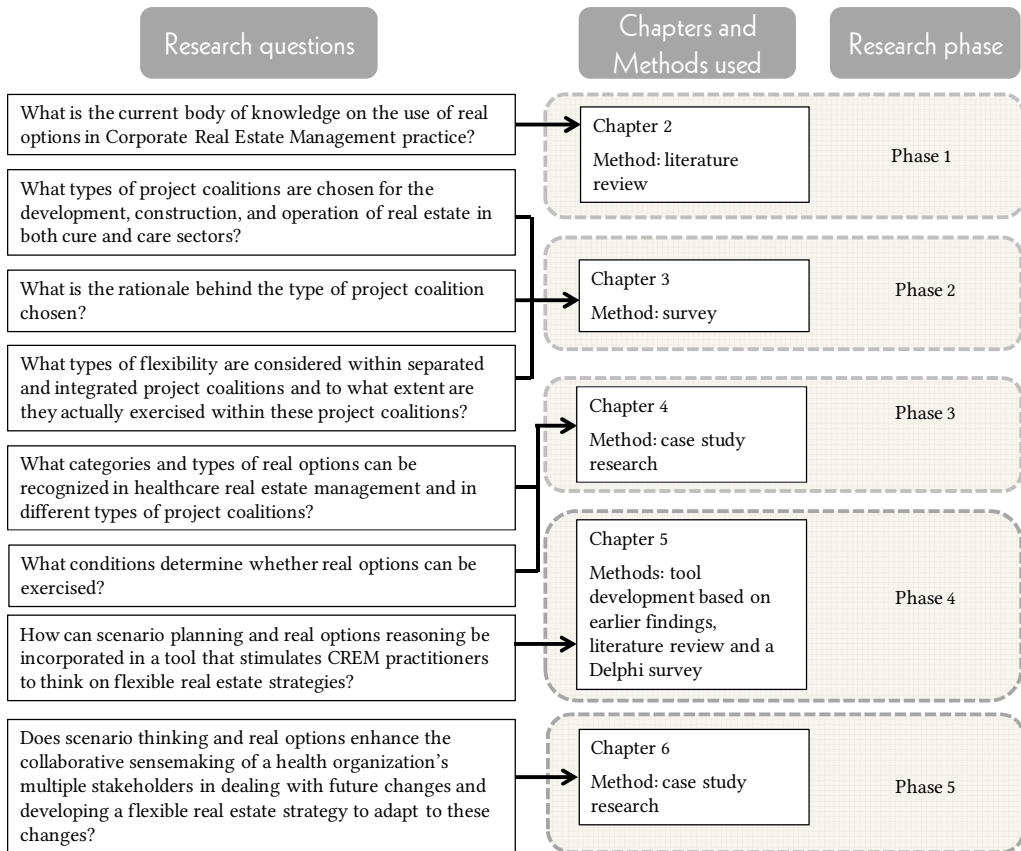 Research questions
Chapters and
Methods used
Research phase
What is the current body of knowledge on the use of real
options in Corporate Real Estate Management practice?
Chapter 2
Method: literature
review
Phase 1
What types of project coalitions are chosen for the
development, construction, and operation of real estate in
both cure and care sectors?
What is the rationale behind the type of project coalition
chosen?
What types of flexibility are considered within separated
and integrated project coalitions and to what extent are
they actually exercised within these project coalitions?
Chapter 3
Method: survey
Phase 2
What categories and types of real options can be
recognized in healthcare real estate management and in
different types of project coalitions?
What conditions determine whether real options can be
exercised?
Chapter 4
Method: case study
research
Phase 3
How can scenario planning and real options reasoning be
incorporated in a tool that stimulates CREM practitioners
to think on flexible real estate strategies?
Chapter 5
Methods: tool
development based on
earlier findings,
literature review and a
Delphi survey
Phase 4
Does scenario thinking and real options enhance the
collaborative sensemaking of a health organization's
multiple stakeholders in dealing with future changes and
developing a flexible real estate strategy to adapt to these
changes?
Chapter 6
Method: case study
research
Phase 5